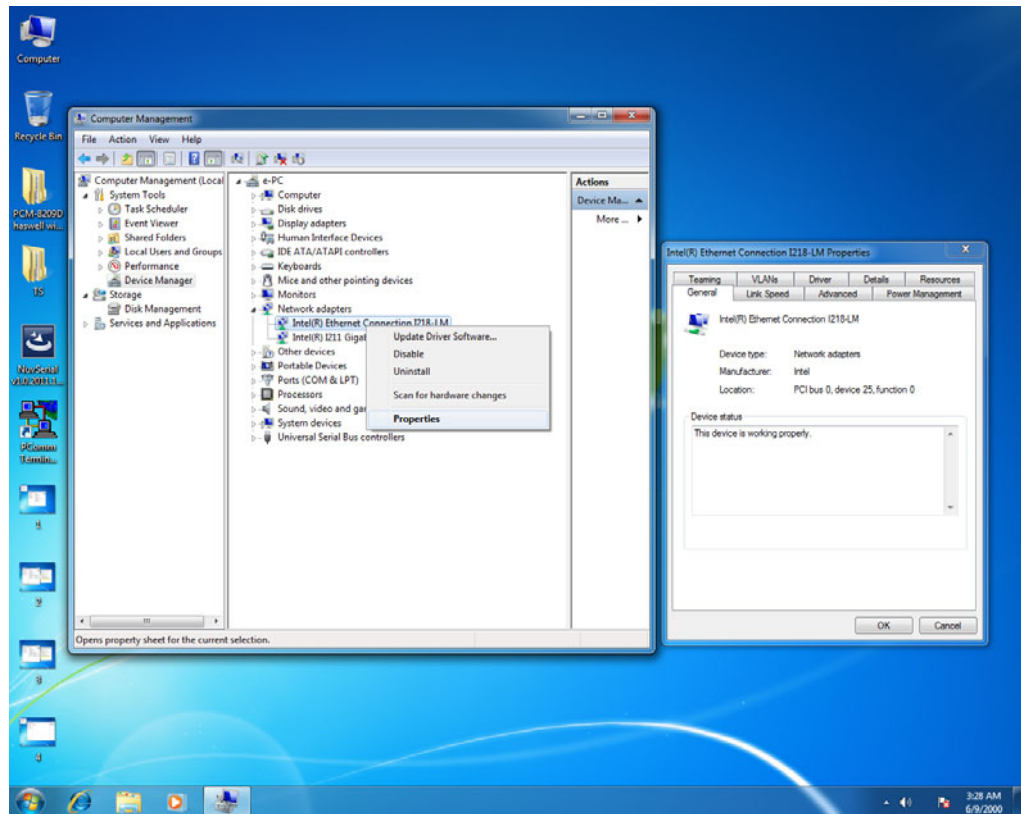 Computer
Recycle Bin
PCM-8209D
haswell wi...
15
PComm
Termin...
1
2
3
4
Computer Management
File Action View Help
Computer Management (Local
System Tools
Task Scheduler
Event Viewer
Shared Folders
Local Users and Groups
Performance
Device Manager
Storage
Disk Management
Services and Applications
e-PC
Computer
Disk drives
Display adapters
Human Interface Devices
IDE ATA/ATAPI controllers
Keyboards
Mice and other pointing devices
Monitors
Network adapters
Intel(R) Ethernet Connection I218-LM
Intel(R) I211 Gigal
Other devices
Portable Devices
Ports (COM & LPT)
Processors
Sound, video and gar
System devices
Universal Serial Bus controllers
Update Driver Software...
Disable
Uninstall
Scan for hardware changes
Properties
Actions
Device Ma...
More ...
Opens property sheet for the current selection.
Intel(R) Ethernet Connection I218-LM Properties
Teaming VLANs Driver Details Resources
General Link Speed Advanced Power Management
Intel(R) Ethernet Connection I218-LM
Device type: Network adapters
Manufacturer: Intel
Location: PCI bus 0, device 25, function 0
Device status
This device is working properly.
OK Cancel
3:28 AM
6/9/2000